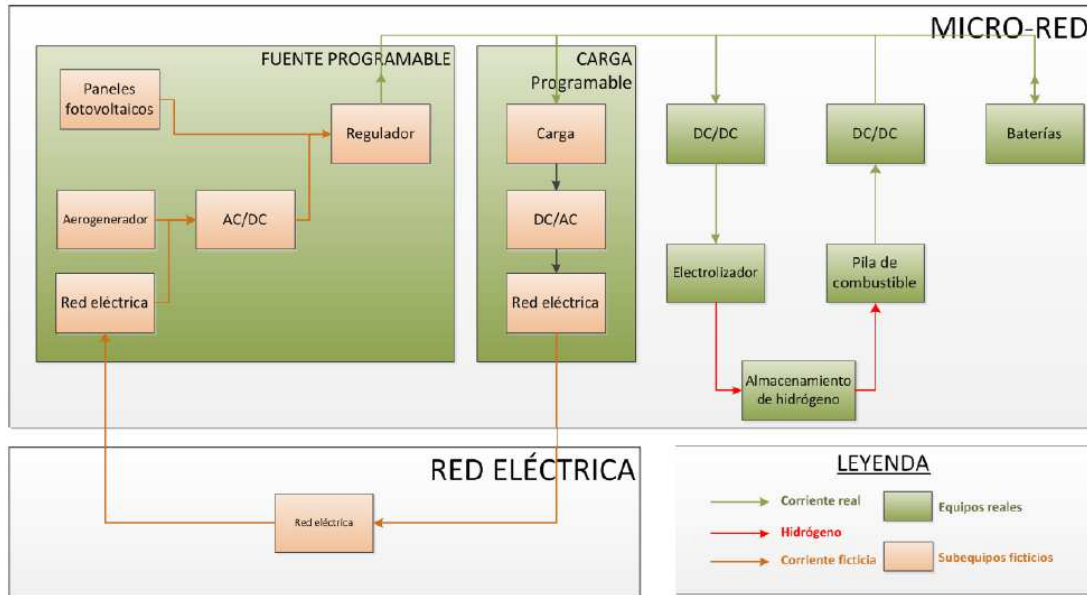 MICRO-RED
FUENTE PROGRAMABLE
Paneles
fotovoltaicos
Regulador
Aerogenerador
AC/DC
Red eléctrica
CARGA
Programable
Carga
DC/AC
Red eléctrica
DC/DC
DC/DC
Baterías
Electrolizador
Pila de
combustible
Almacenamiento
de hidrógeno
RED ELÉCTRICA
Red eléctrica
LEYENDA
Corriente real
Equipos reales
Hidrógeno
Corriente ficticia
Subequipos ficticios